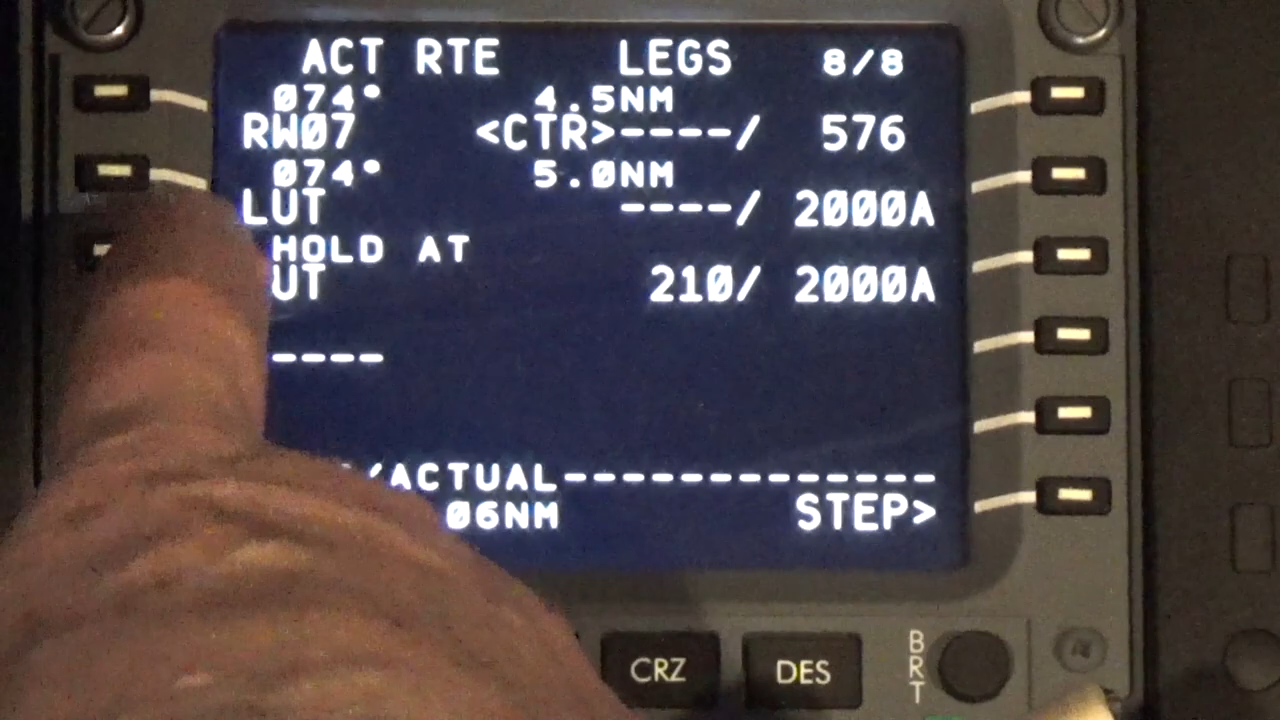 ACT RTE LEGS 8/8
074° 4.5NM
RW07 <CTR>----/ 576
074° 5.0NM
LUT ----/ 2000A
HOLD AT
UT 210/ 2000A
----
/ACTUAL-------------
06NM STEP>
CRZ DES BRT